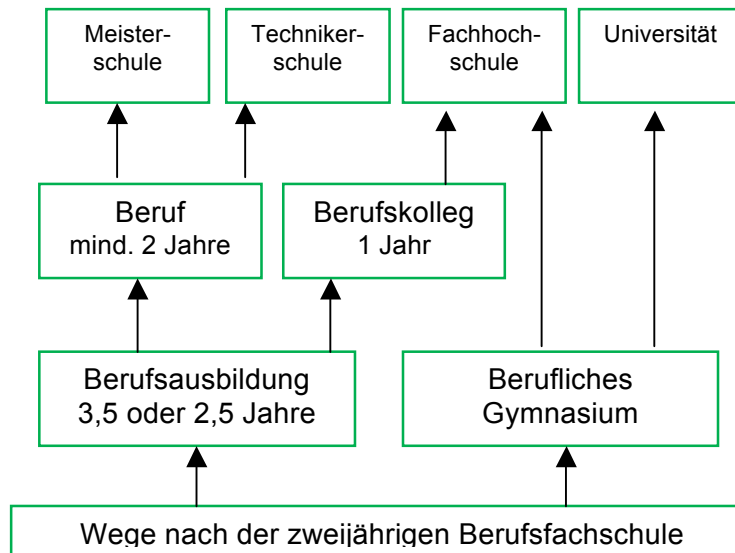 Meister-
schule
Techniker-
schule
Fachhoch-
schule
Universität
Beruf
mind. 2 Jahre
Berufskolleg
1 Jahr
Berufsausbildung
3,5 oder 2,5 Jahre
Berufliches
Gymnasium
Wege nach der zweijährigen Berufsfachschule